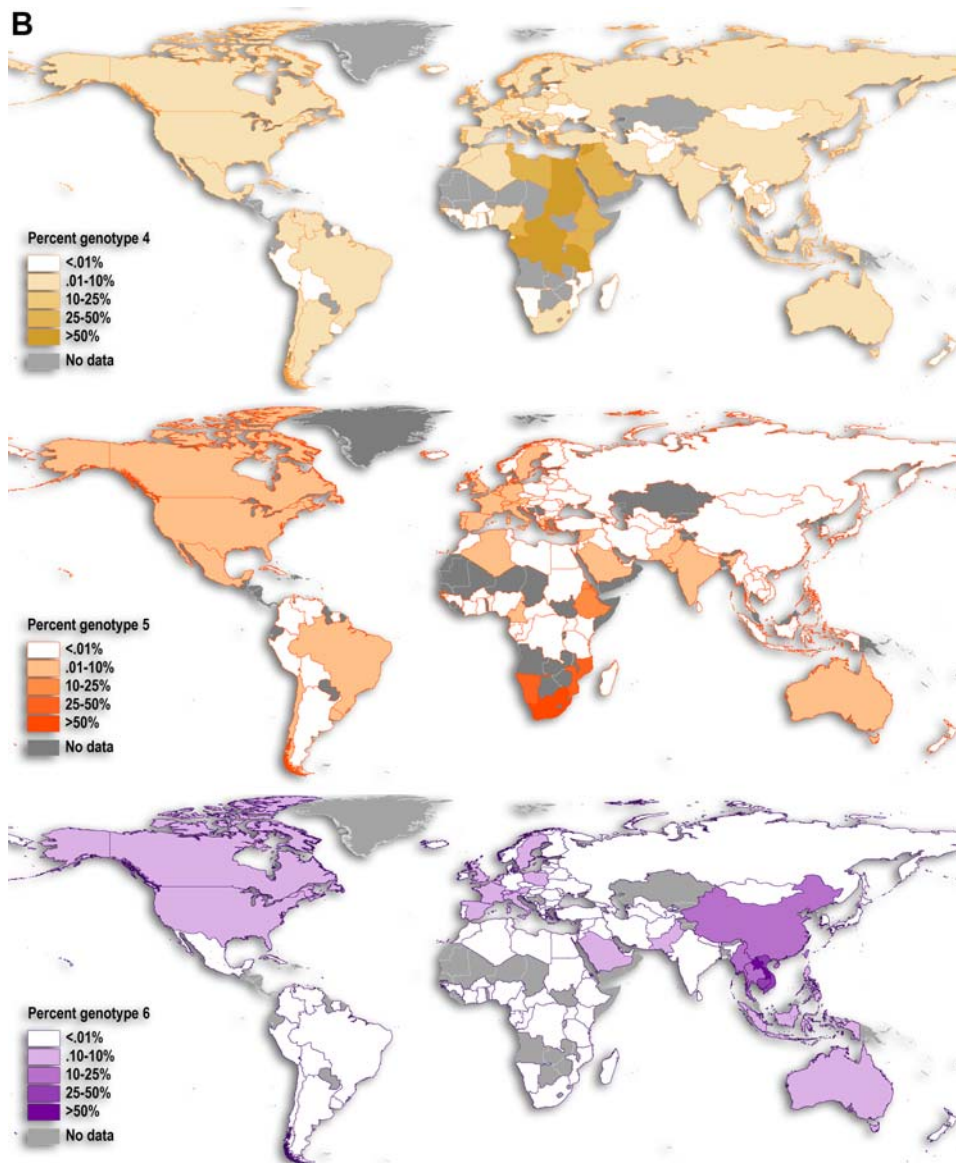 B
Percent genotype 4
<.01%
.01-10%
10-25%
25-50%
>50%
No data
Percent genotype 5
<.01%
.01-10%
10-25%
25-50%
>50%
No data
Percent genotype 6
<.01%
.10-10%
10-25%
25-50%
>50%
No data